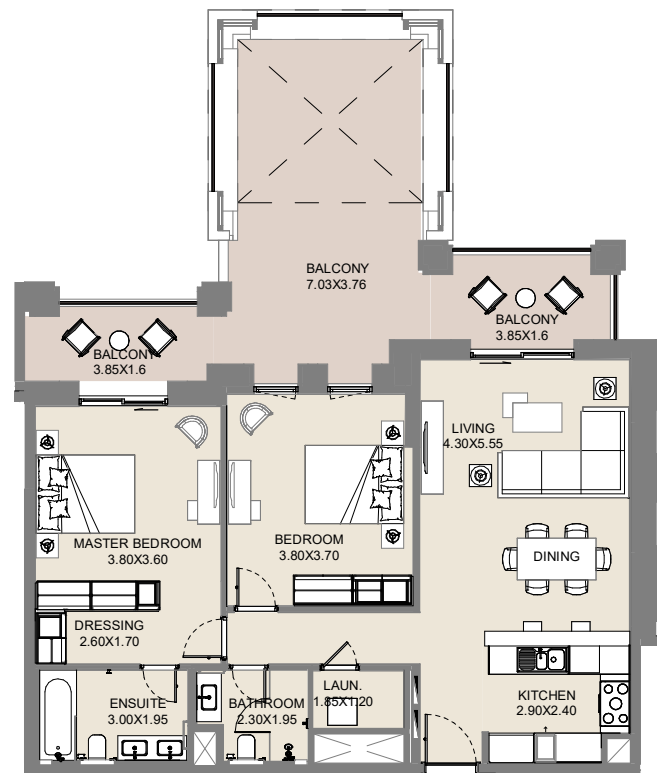 BALCONY
7.03X3.76
BALCONY
3.85X1.6
BALCONY
3.85X1.6
LIVING
4.30X5.55
MASTER BEDROOM
3.80X3.60
BEDROOM
3.80X3.70
DINING
DRESSING
2.60X1.70
ENSUITE
3.00X1.95
BATHROOM
2.30X1.95
LAUN.
1.85X1.20
KITCHEN
2.90X2.40